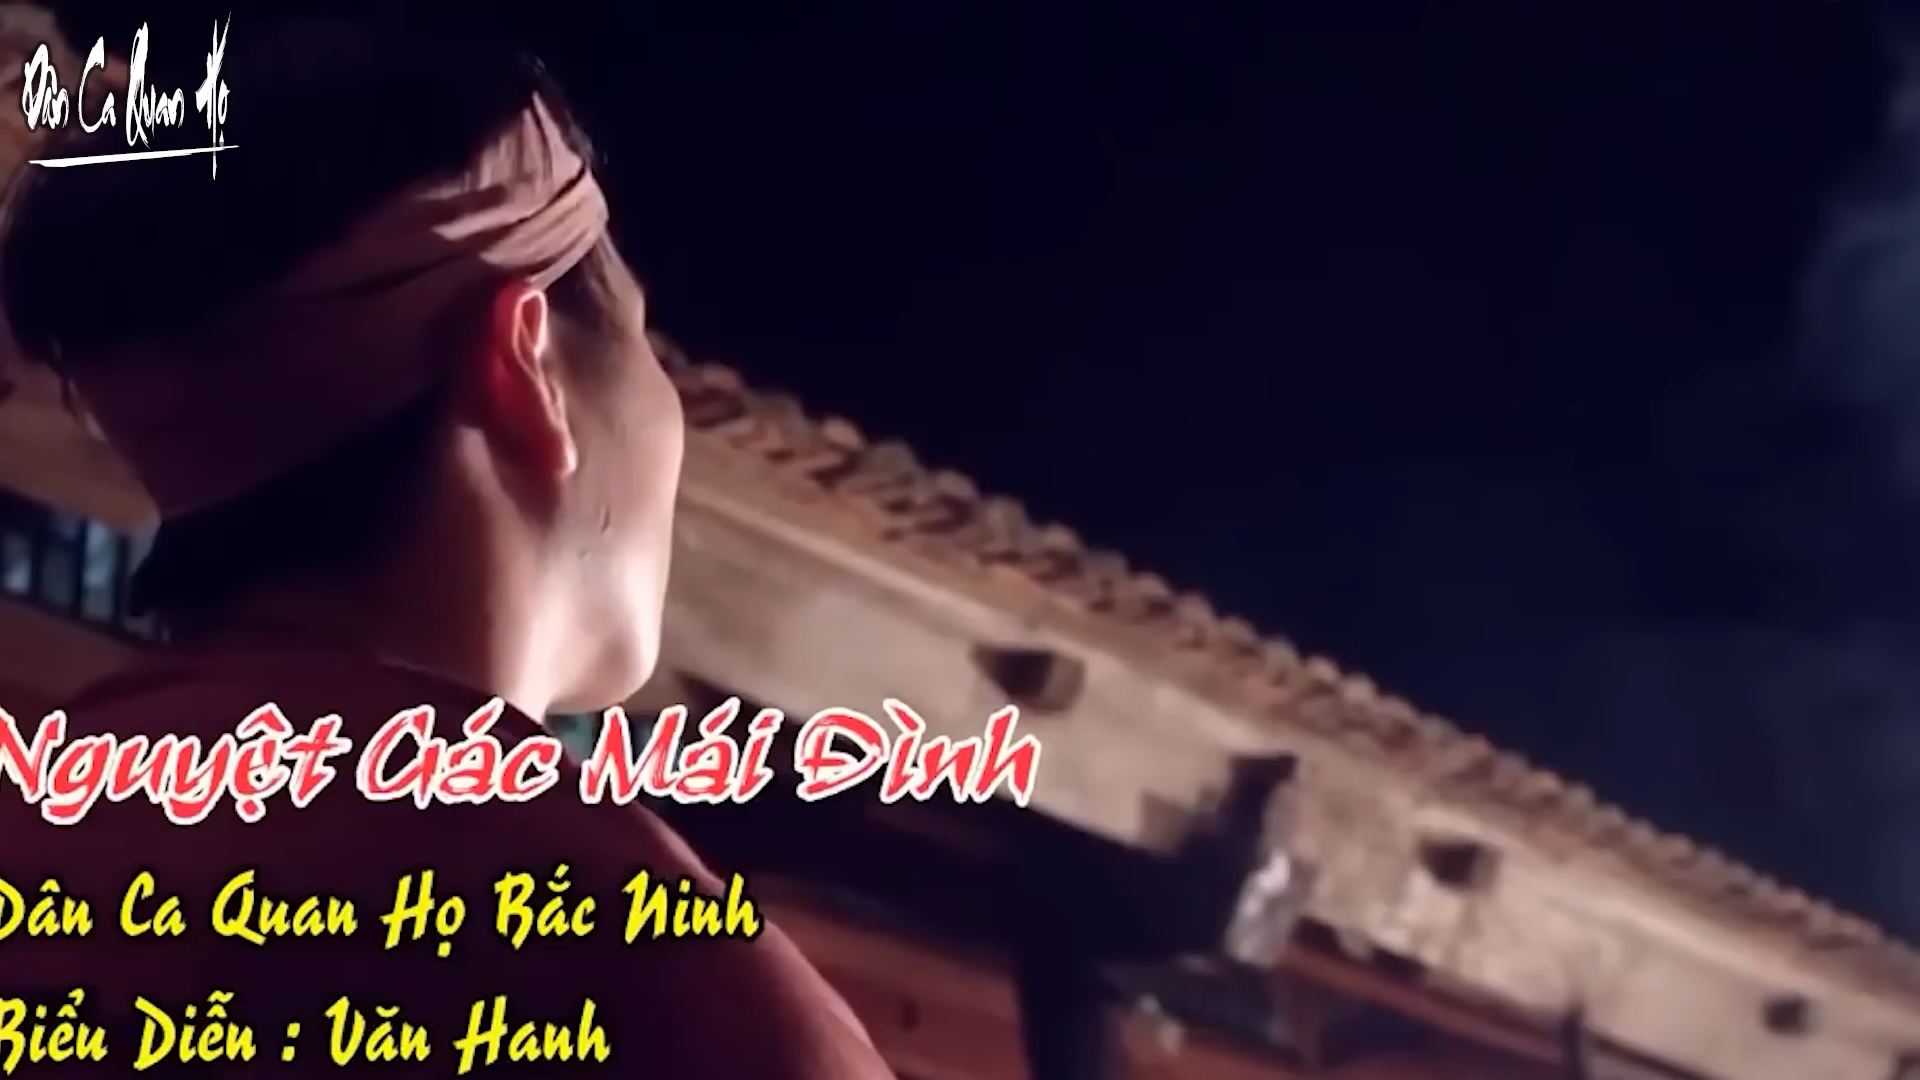 Dân Ca Quan Họ
Nguyệt Gác Mái Đình
Dân Ca Quan Họ Bắc Ninh
Biểu Diễn : Văn Hanh